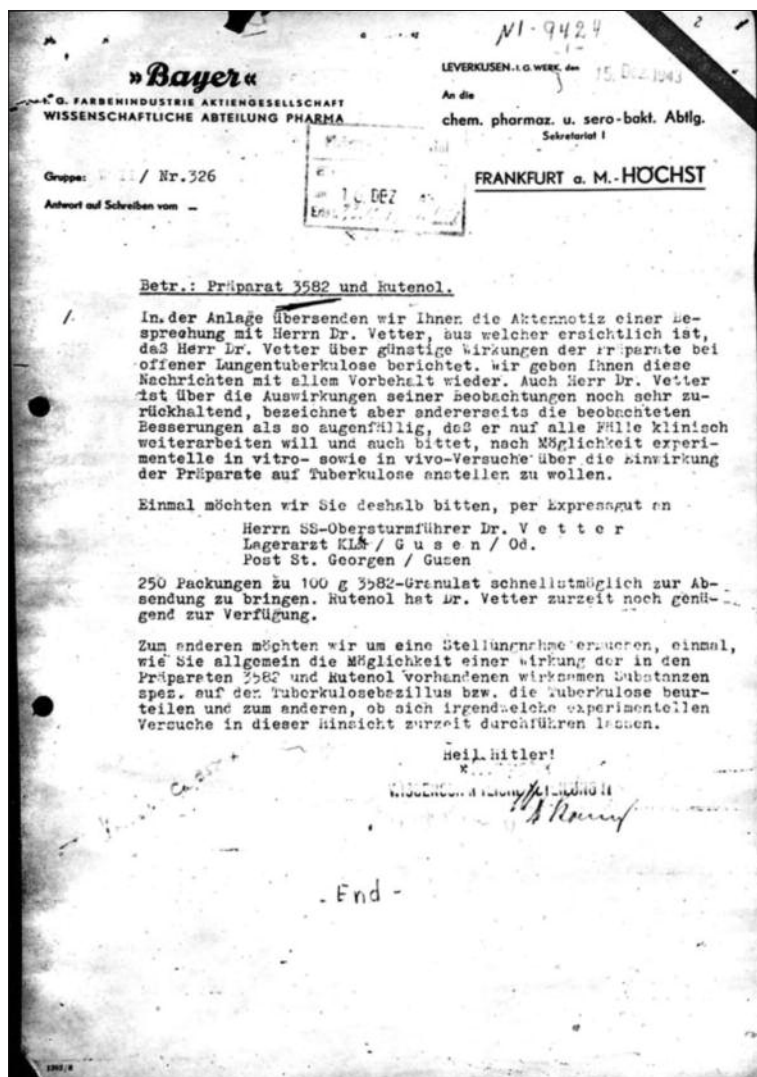 NI-9424
2
-1-
»Bayer«
I. G. FARBENINDUSTRIE AKTIENGESELLSCHAFT
WISSENSCHAFTLICHE ABTEILUNG PHARMA
LEVERKUSEN-I. G. WERK, den 15. Dez. 1943
An die
chem. pharmaz. u. sero-bakt. Abtlg.
Sekretariat I
FRANKFURT a. M.-HÖCHST
Gruppe: / Nr.326
Antwort auf Schreiben vom —
DEZ
Betr.: Präparat 3582 und Rutenol.
In der Anlage übersenden wir Ihnen die Aktennotiz einer Be-
sprechung mit Herrn Dr. Vetter, aus welcher ersichtlich ist,
daß Herr Dr. Vetter über günstige Wirkungen der Präparate bei
offener Lungentuberkulose berichtet. Wir geben Ihnen diese
Nachrichten mit allem Vorbehalt wieder. Auch Herr Dr. Vetter
ist über die Auswirkungen seiner Beobachtungen noch sehr zu-
rückhaltend, bezeichnet aber andererseits die beobachteten
Besserungen als so augenfällig, daß er auf alle Fälle klinisch
weiterarbeiten will und auch bittet, nach Möglichkeit experi-
mentelle in vitro- sowie in vivo-Versuche über die Einwirkung
der Präparate auf Tuberkulose anstellen zu wollen.
Einmal möchten wir Sie deshalb bitten, per Expressgut an
Herrn SS-Obersturmführer Dr. V e t t e r
Lagerarzt KL / G u s e n / Od.
Post St. Georgen / Gusen
250 Packungen zu 100 g 3582-Granulat schnellstmöglich zur Ab-
sendung zu bringen. Rutenol hat Dr. Vetter zurzeit noch genü-
gend zur Verfügung.
Zum anderen möchten wir um eine Stellungnahme ersuchen, einmal,
wie Sie allgemein die Möglichkeit einer Wirkung der in den
Präparaten 3582 und Rutenol vorhandenen wirksamen Substanzen
spez. auf den Tuberkulosebazillus bzw. die Tuberkulose beur-
teilen und zum anderen, ob sich irgendwelche experimentellen
Versuche in dieser Hinsicht zurzeit durchführen lassen.
Heil Hitler!
WISSENSCHAFTLICHE ABTEILUNG II
- End -